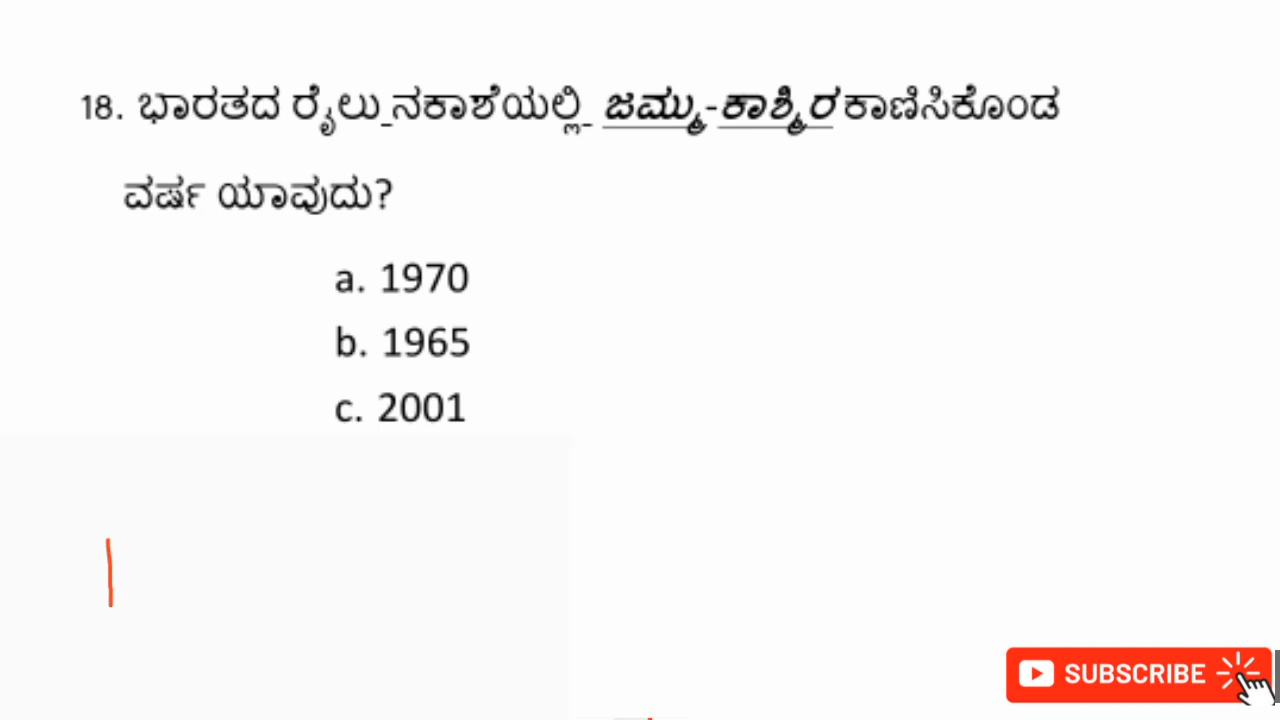 18. ಭಾರತದ ರೈಲು ನಕಾಶೆಯಲ್ಲಿ ಜಮ್ಮು-ಕಾಶ್ಮಿರ ಕಾಣಿಸಿಕೊಂಡ
ವರ್ಷ ಯಾವುದು?
a. 1970
b. 1965
c. 2001
SUBSCRIBE